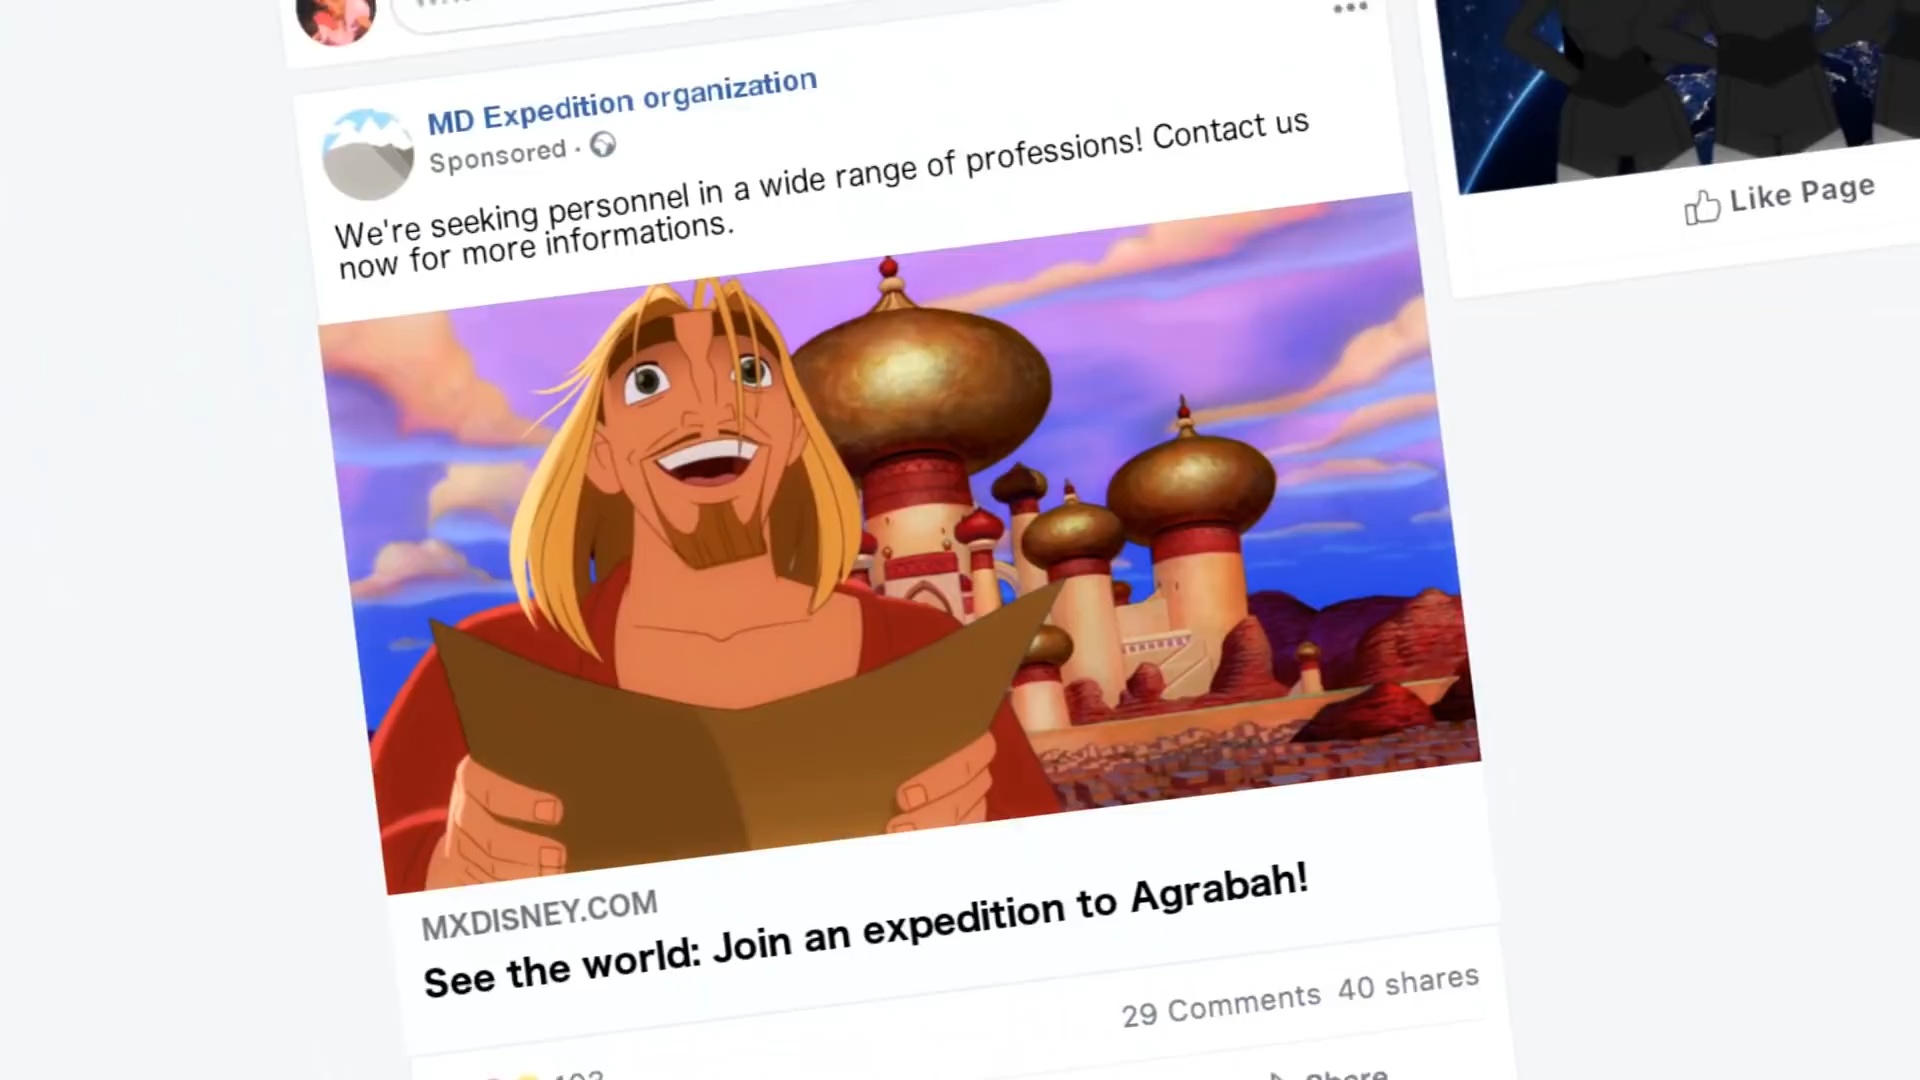 MD Expedition organization
Sponsored ·
We're seeking personnel in a wide range of professions! Contact us
now for more informations.
Like Page
MXDISNEY.COM
See the world: Join an expedition to Agrabah!
29 Comments 40 shares
Share